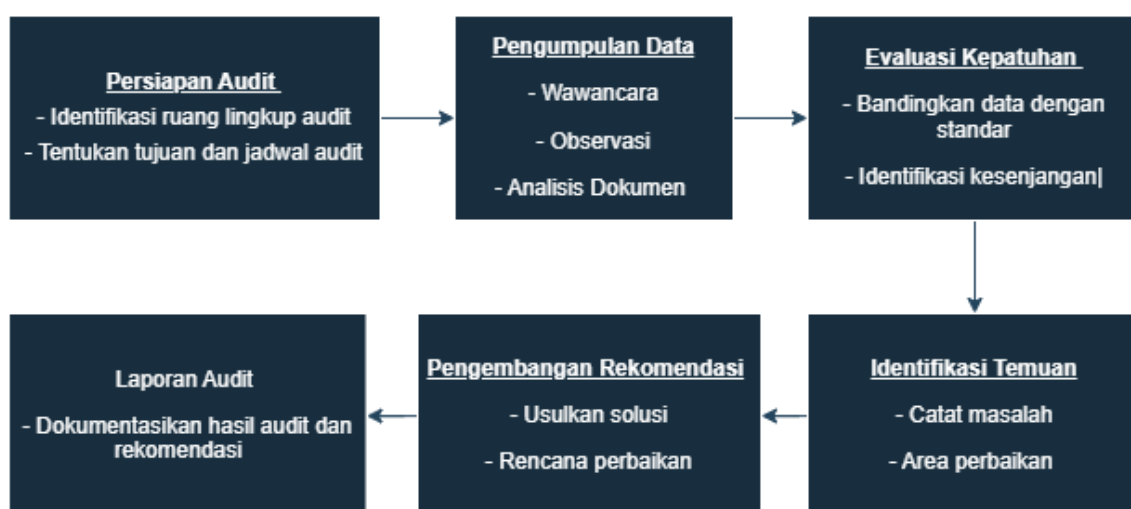 Persiapan Audit
- Identifikasi ruang lingkup audit
- Tentukan tujuan dan jadwal audit
Pengumpulan Data
- Wawancara
- Observasi
- Analisis Dokumen
Evaluasi Kepatuhan
- Bandingkan data dengan
standar
- Identifikasi kesenjangan|
Identifikasi Temuan
- Catat masalah
- Area perbaikan
Pengembangan Rekomendasi
- Usulkan solusi
- Rencana perbaikan
Laporan Audit
- Dokumentasikan hasil audit dan
rekomendasi